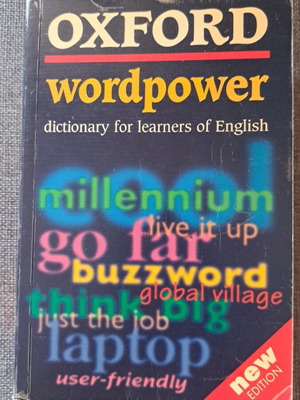 OXFORD
wordpower
dictionary for learners of English
cool
millennium
live it up
go far
buzzword
global village
think big
just the job
laptop
user-friendly
new
EDITION